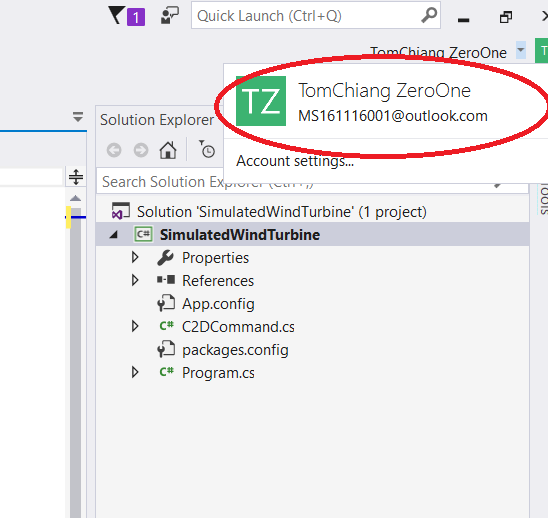 1
Quick Launch (Ctrl+Q)
TomChiang ZeroOne
TZ
TZ
TomChiang ZeroOne
MS161116001@outlook.com
Account settings...
Solution Explorer
Search Solution Explorer (Ctrl+;)
Solution 'SimulatedWindTurbine' (1 project)
C# SimulatedWindTurbine
Properties
References
App.config
C# C2DCommand.cs
packages.config
C# Program.cs